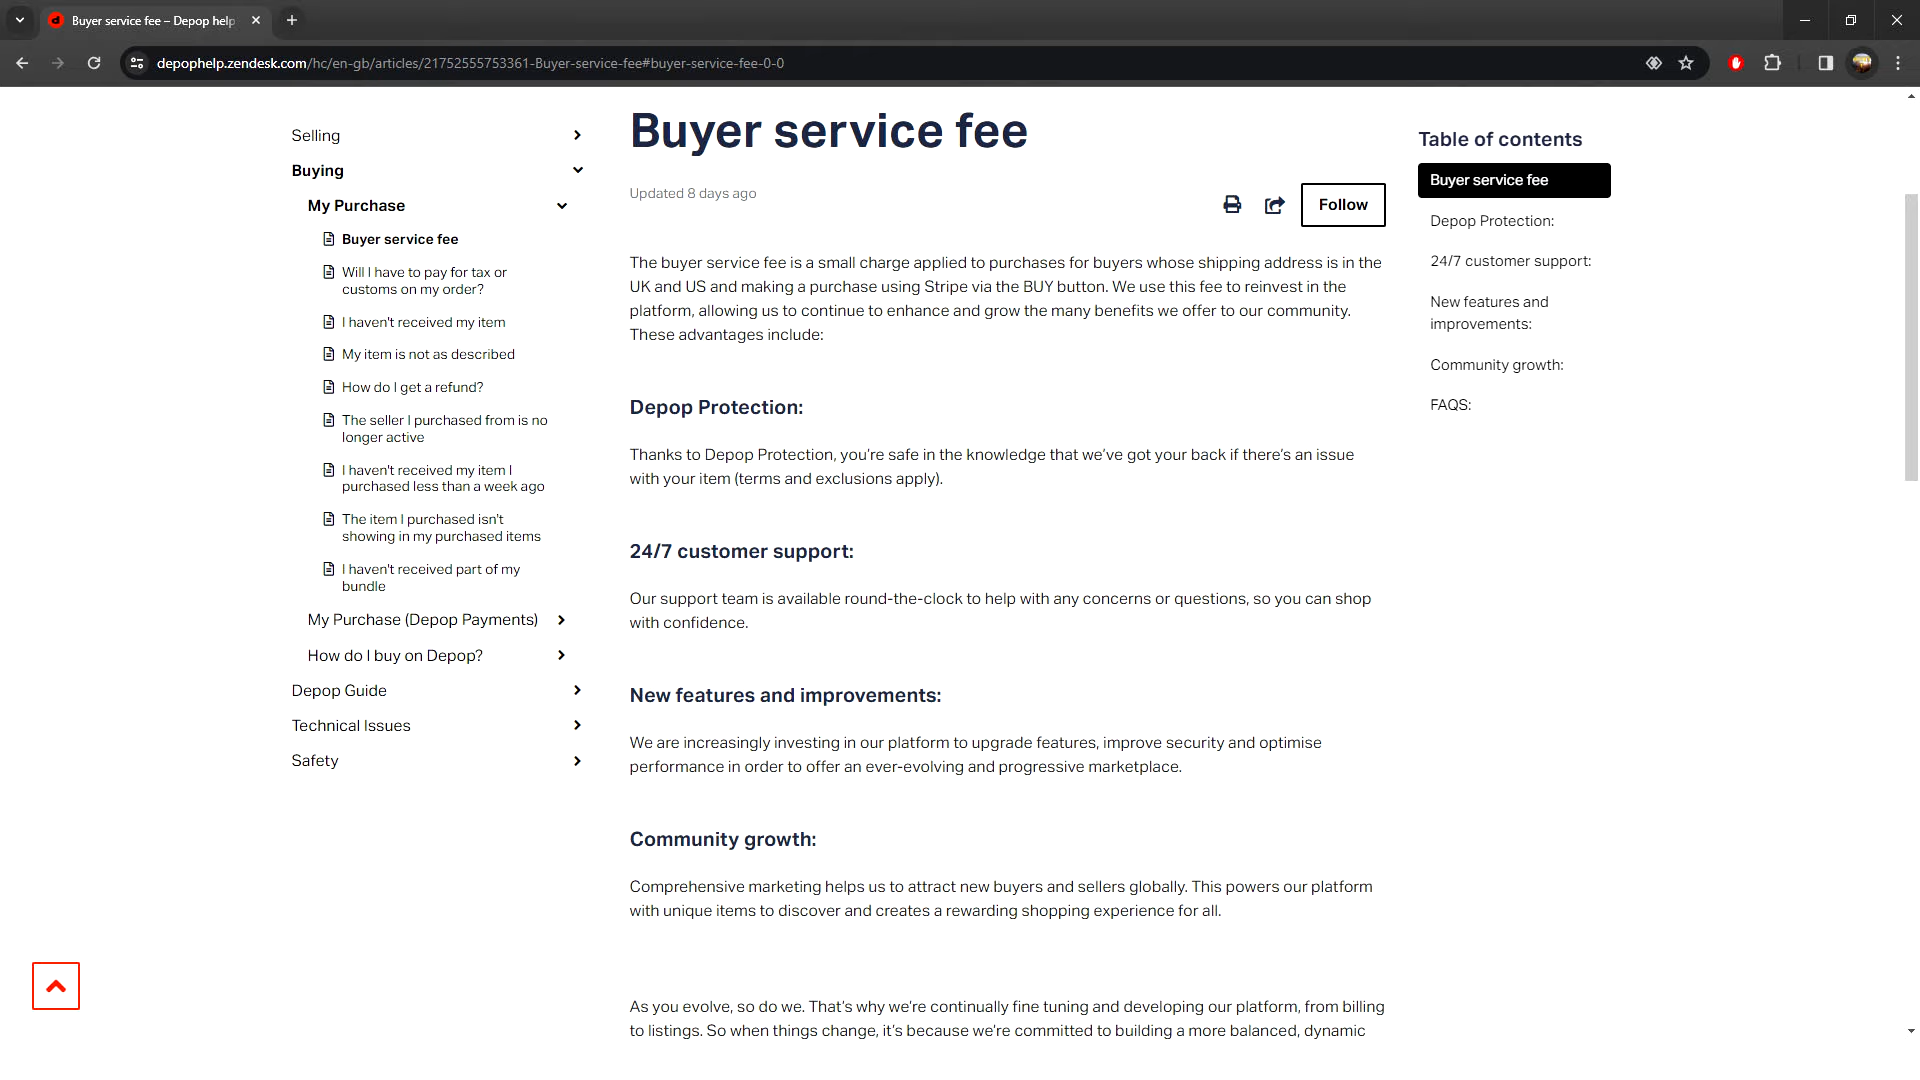 Buyer service fee – Depop help
depophelp.zendesk.com/hc/en-gb/articles/21752555753361-Buyer-service-fee#buyer-service-fee-0-0
Selling
Buying
My Purchase
Buyer service fee
Will I have to pay for tax or
customs on my order?
I haven't received my item
My item is not as described
How do I get a refund?
The seller I purchased from is no
longer active
I haven't received my item I
purchased less than a week ago
The item I purchased isn't
showing in my purchased items
I haven't received part of my
bundle
My Purchase (Depop Payments)
How do I buy on Depop?
Depop Guide
Technical Issues
Safety
Buyer service fee
Updated 8 days ago
Follow
The buyer service fee is a small charge applied to purchases for buyers whose shipping address is in the
UK and US and making a purchase using Stripe via the BUY button. We use this fee to reinvest in the
platform, allowing us to continue to enhance and grow the many benefits we offer to our community.
These advantages include:
Depop Protection:
Thanks to Depop Protection, you’re safe in the knowledge that we’ve got your back if there’s an issue
with your item (terms and exclusions apply).
24/7 customer support:
Our support team is available round-the-clock to help with any concerns or questions, so you can shop
with confidence.
New features and improvements:
We are increasingly investing in our platform to upgrade features, improve security and optimise
performance in order to offer an ever-evolving and progressive marketplace.
Community growth:
Comprehensive marketing helps us to attract new buyers and sellers globally. This powers our platform
with unique items to discover and creates a rewarding shopping experience for all.
As you evolve, so do we. That’s why we’re continually fine tuning and developing our platform, from billing
to listings. So when things change, it’s because we’re committed to building a more balanced, dynamic
Table of contents
Buyer service fee
Depop Protection:
24/7 customer support:
New features and
improvements:
Community growth:
FAQS: